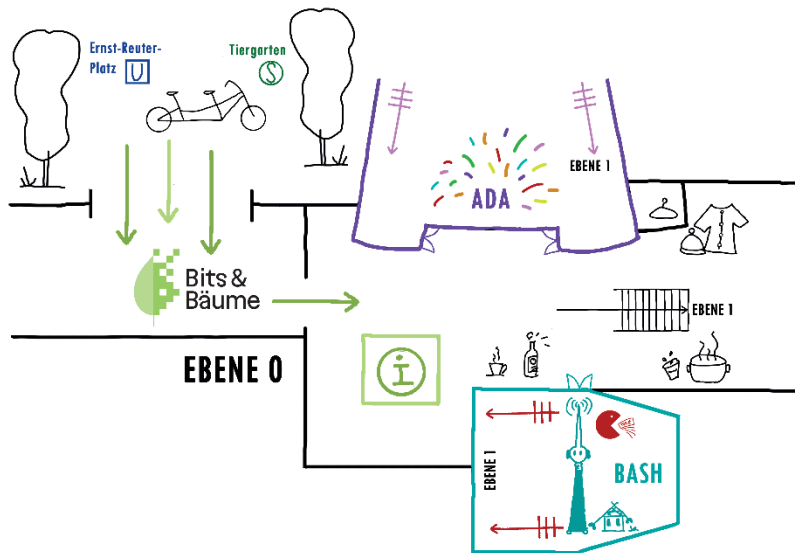 Ernst-Reuter-
Platz U
Tiergarten
S
EBENE 1
ADA
Bits &
Bäume
EBENE 1
EBENE 0
i
EBENE 1
BASH